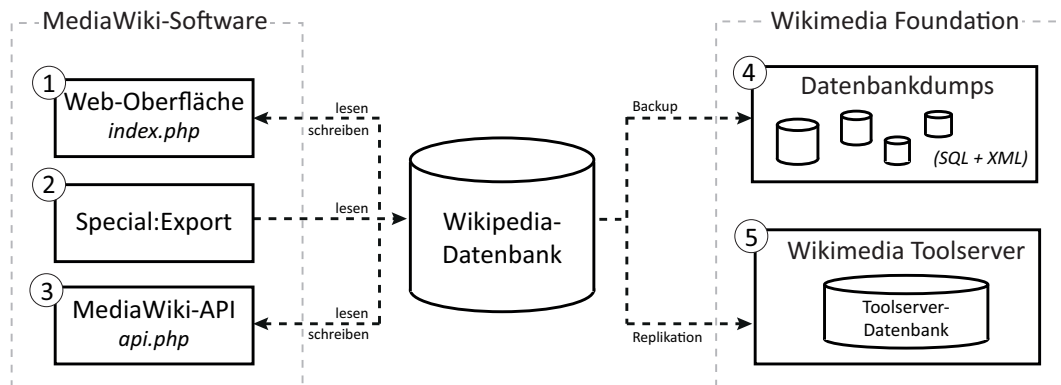 MediaWiki-Software
1
Web-Oberfläche
index.php
lesen
schreiben
2
Special:Export
lesen
3
MediaWiki-API
api.php
lesen
schreiben
Wikipedia-
Datenbank
Backup
Replikation
Wikimedia Foundation
4
Datenbankdumps
(SQL + XML)
5
Wikimedia Toolserver
Toolserver-
Datenbank